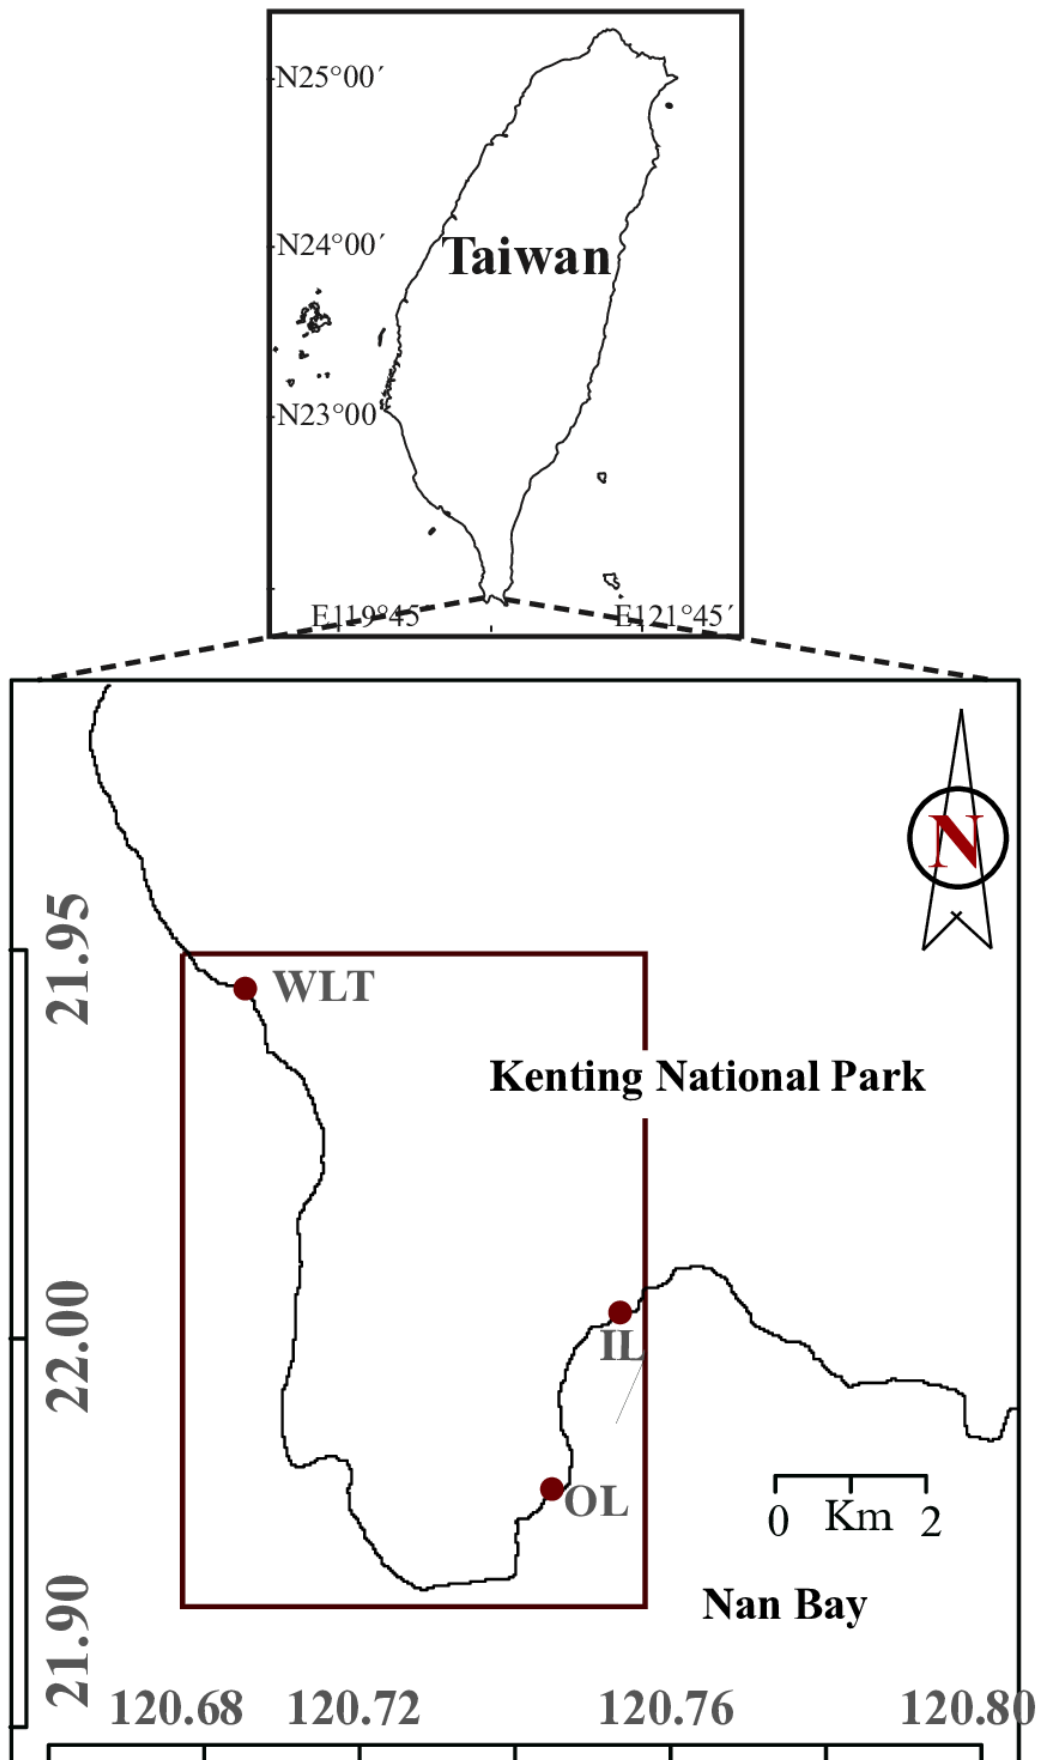 N25°00′
N24°00′
Taiwan
N23°00
E119°45′
E121°45′
N
21.95
WLT
Kenting National Park
22.00
IL
OL
0 Km 2
Nan Bay
21.90
120.68 120.72 120.76 120.80